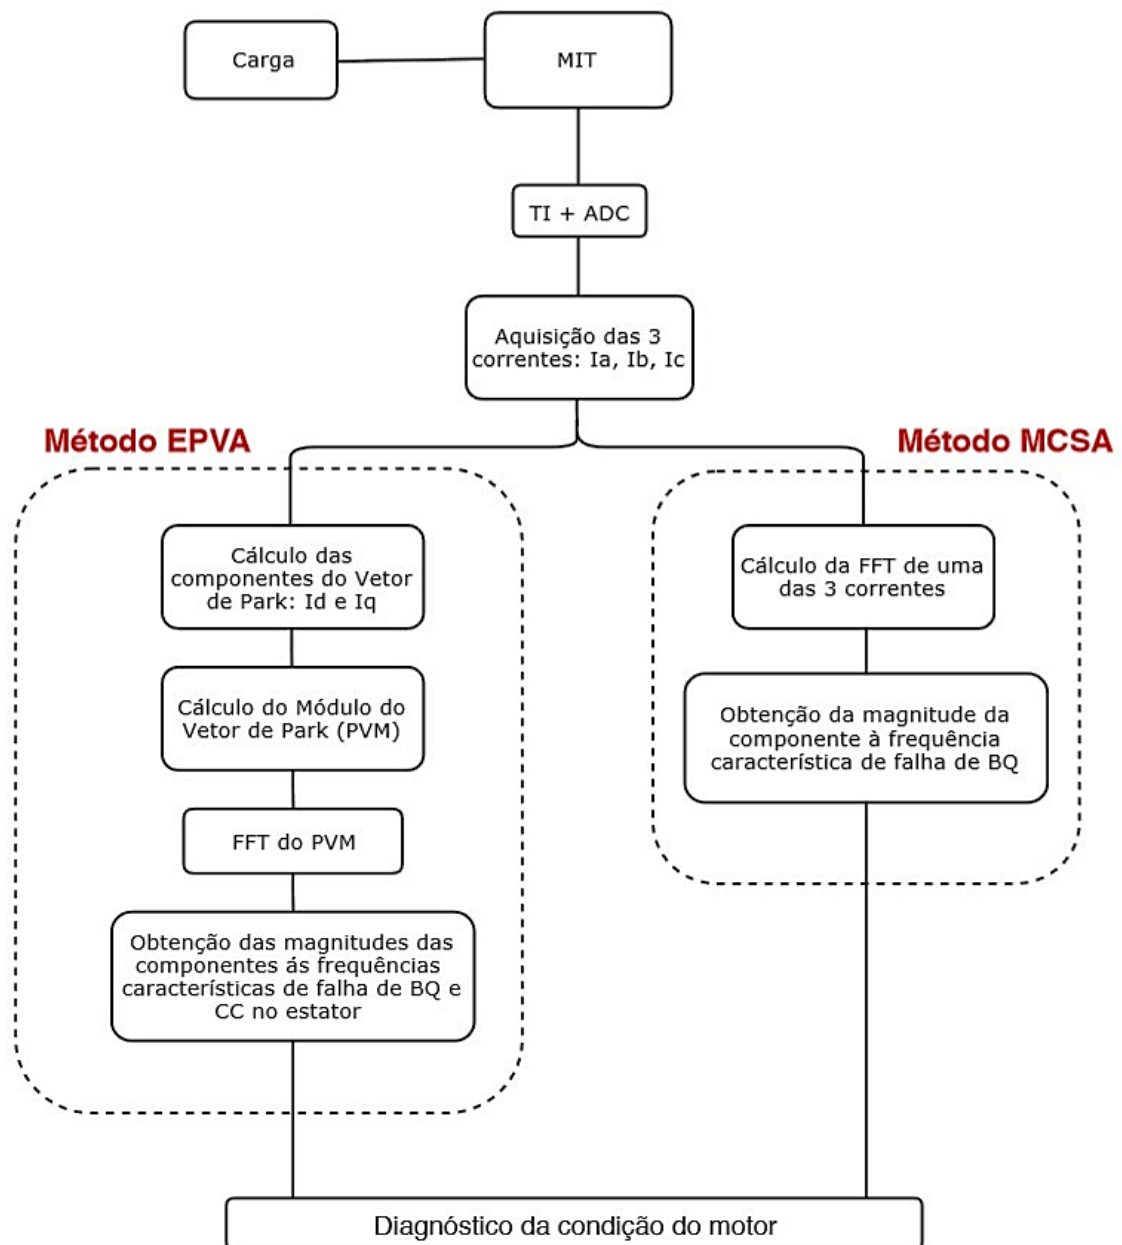 Carga
MIT
TI + ADC
Aquisição das 3
correntes: Ia, Ib, Ic
Método EPVA
Cálculo das
componentes do Vetor
de Park: Id e Iq
Cálculo do Módulo do
Vetor de Park (PVM)
FFT do PVM
Obtenção das magnitudes das
componentes ás frequências
características de falha de BQ e
CC no estator
Método MCSA
Cálculo da FFT de uma
das 3 correntes
Obtenção da magnitude da
componente à frequência
característica de falha de BQ
Diagnóstico da condição do motor